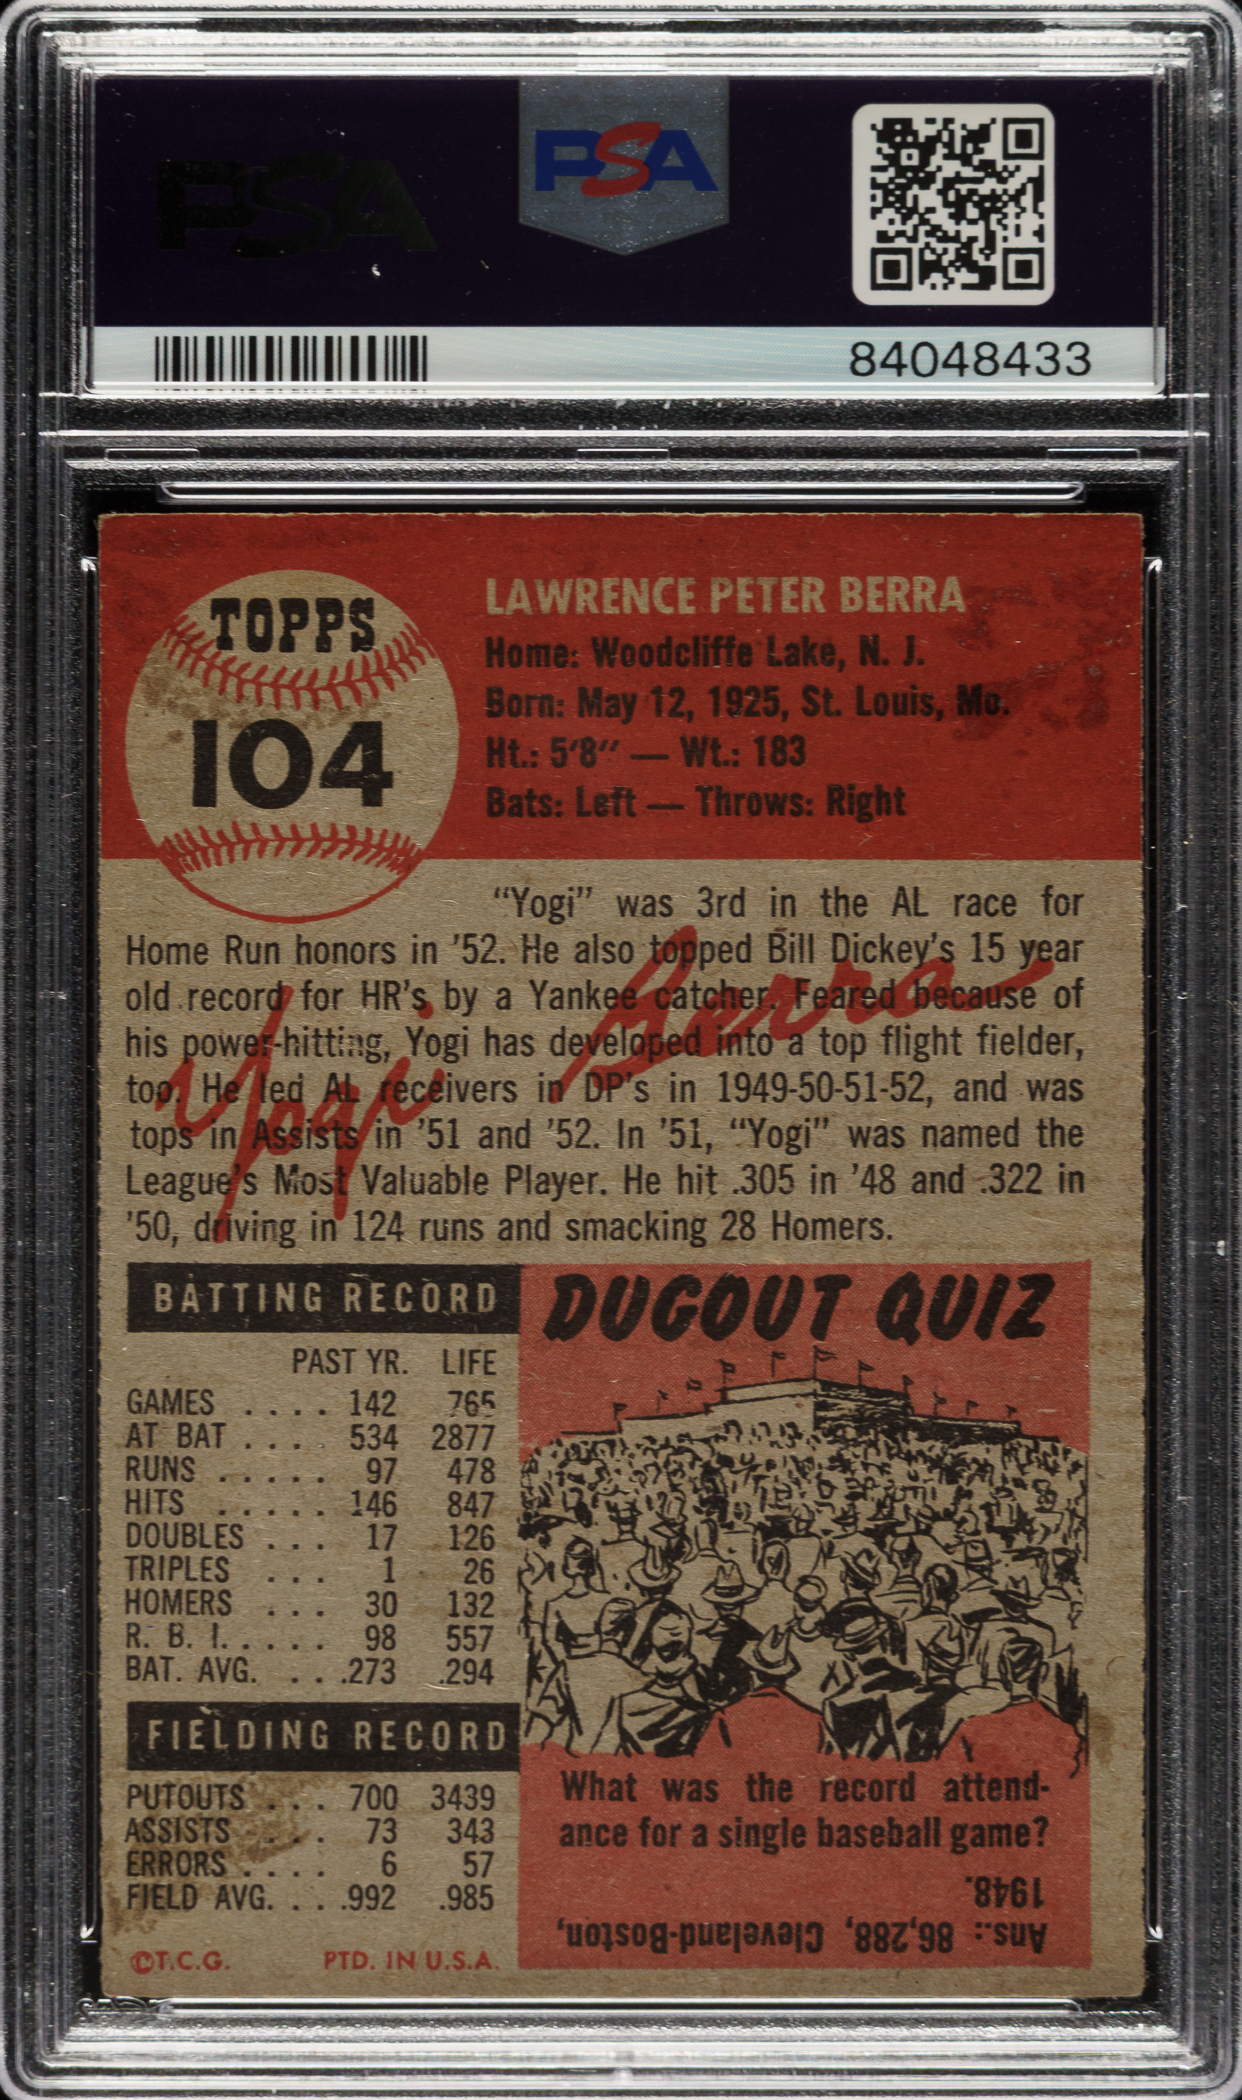 PSA
PSA
84048433
TOPPS
104
LAWRENCE PETER BERRA
Home: Woodcliffe Lake, N. J.
Born: May 12, 1925, St. Louis, Mo.
Ht.: 5'8" — Wt.: 183
Bats: Left — Throws: Right
"Yogi" was 3rd in the AL race for
Home Run honors in '52. He also topped Bill Dickey's 15 year
old record for HR's by a Yankee catcher. Feared because of
his power-hitting, Yogi has developed into a top flight fielder,
too. He led AL receivers in DP's in 1949-50-51-52, and was
tops in Assists in '51 and '52. In '51, "Yogi" was named the
League's Most Valuable Player. He hit .305 in '48 and .322 in
'50, driving in 124 runs and smacking 28 Homers.
Yogi Berra
BATTING RECORD
PAST YR. LIFE
GAMES .... 142 765
AT BAT .... 534 2877
RUNS ..... 97 478
HITS ..... 146 847
DOUBLES ... 17 126
TRIPLES ... 1 26
HOMERS ... 30 132
R. B. I. .... 98 557
BAT. AVG. ... .273 .294
FIELDING RECORD
PUTOUTS ... 700 3439
ASSISTS ... 73 343
ERRORS .... 6 57
FIELD AVG. ... .992 .985
©T.C.G. PTD. IN U.S.A.
DUGOUT QUIZ
What was the record attend-
ance for a single baseball game?
Ans.: 86,288, Cleveland-Boston,
1948.